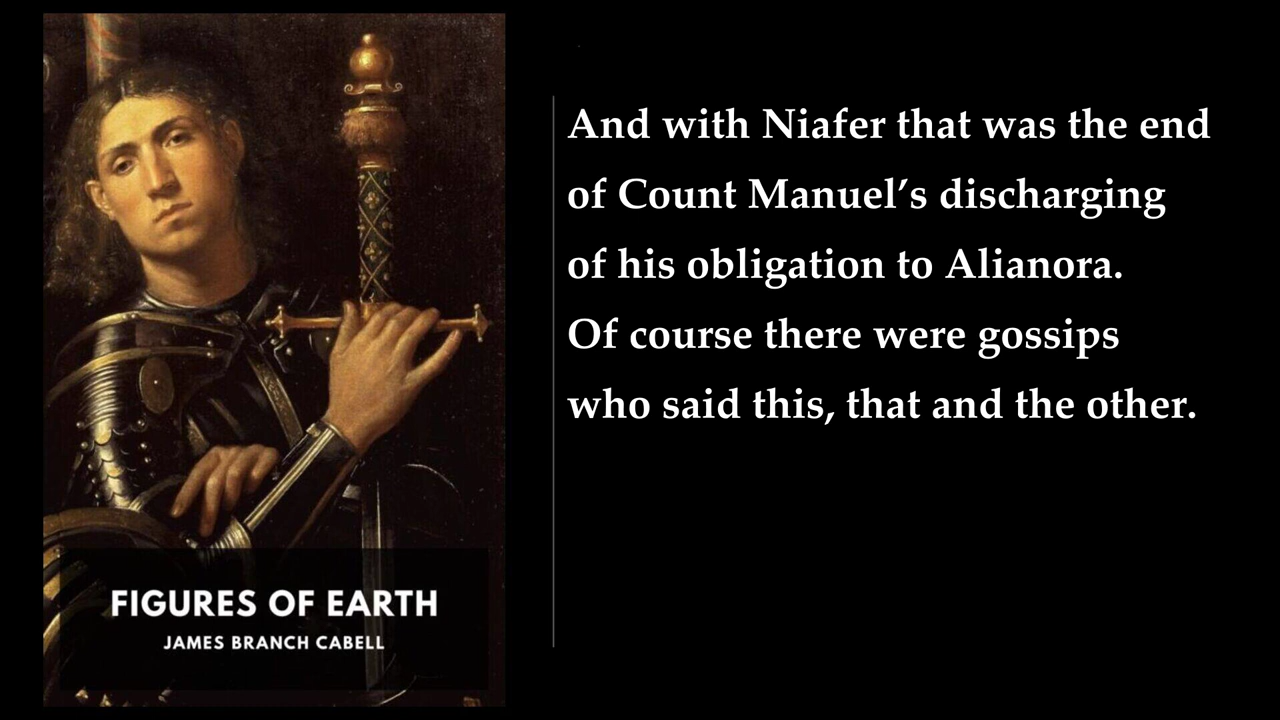 FIGURES OF EARTH
JAMES BRANCH CABELL
And with Niafer that was the end
of Count Manuel’s discharging
of his obligation to Alianora.
Of course there were gossips
who said this, that and the other.